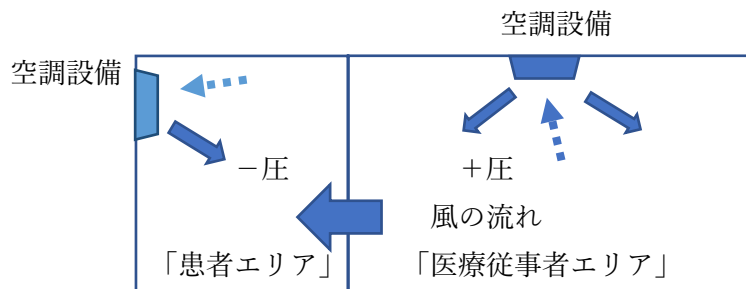 空調設備
空調設備
－圧
＋圧
風の流れ
「患者エリア」
「医療従事者エリア」